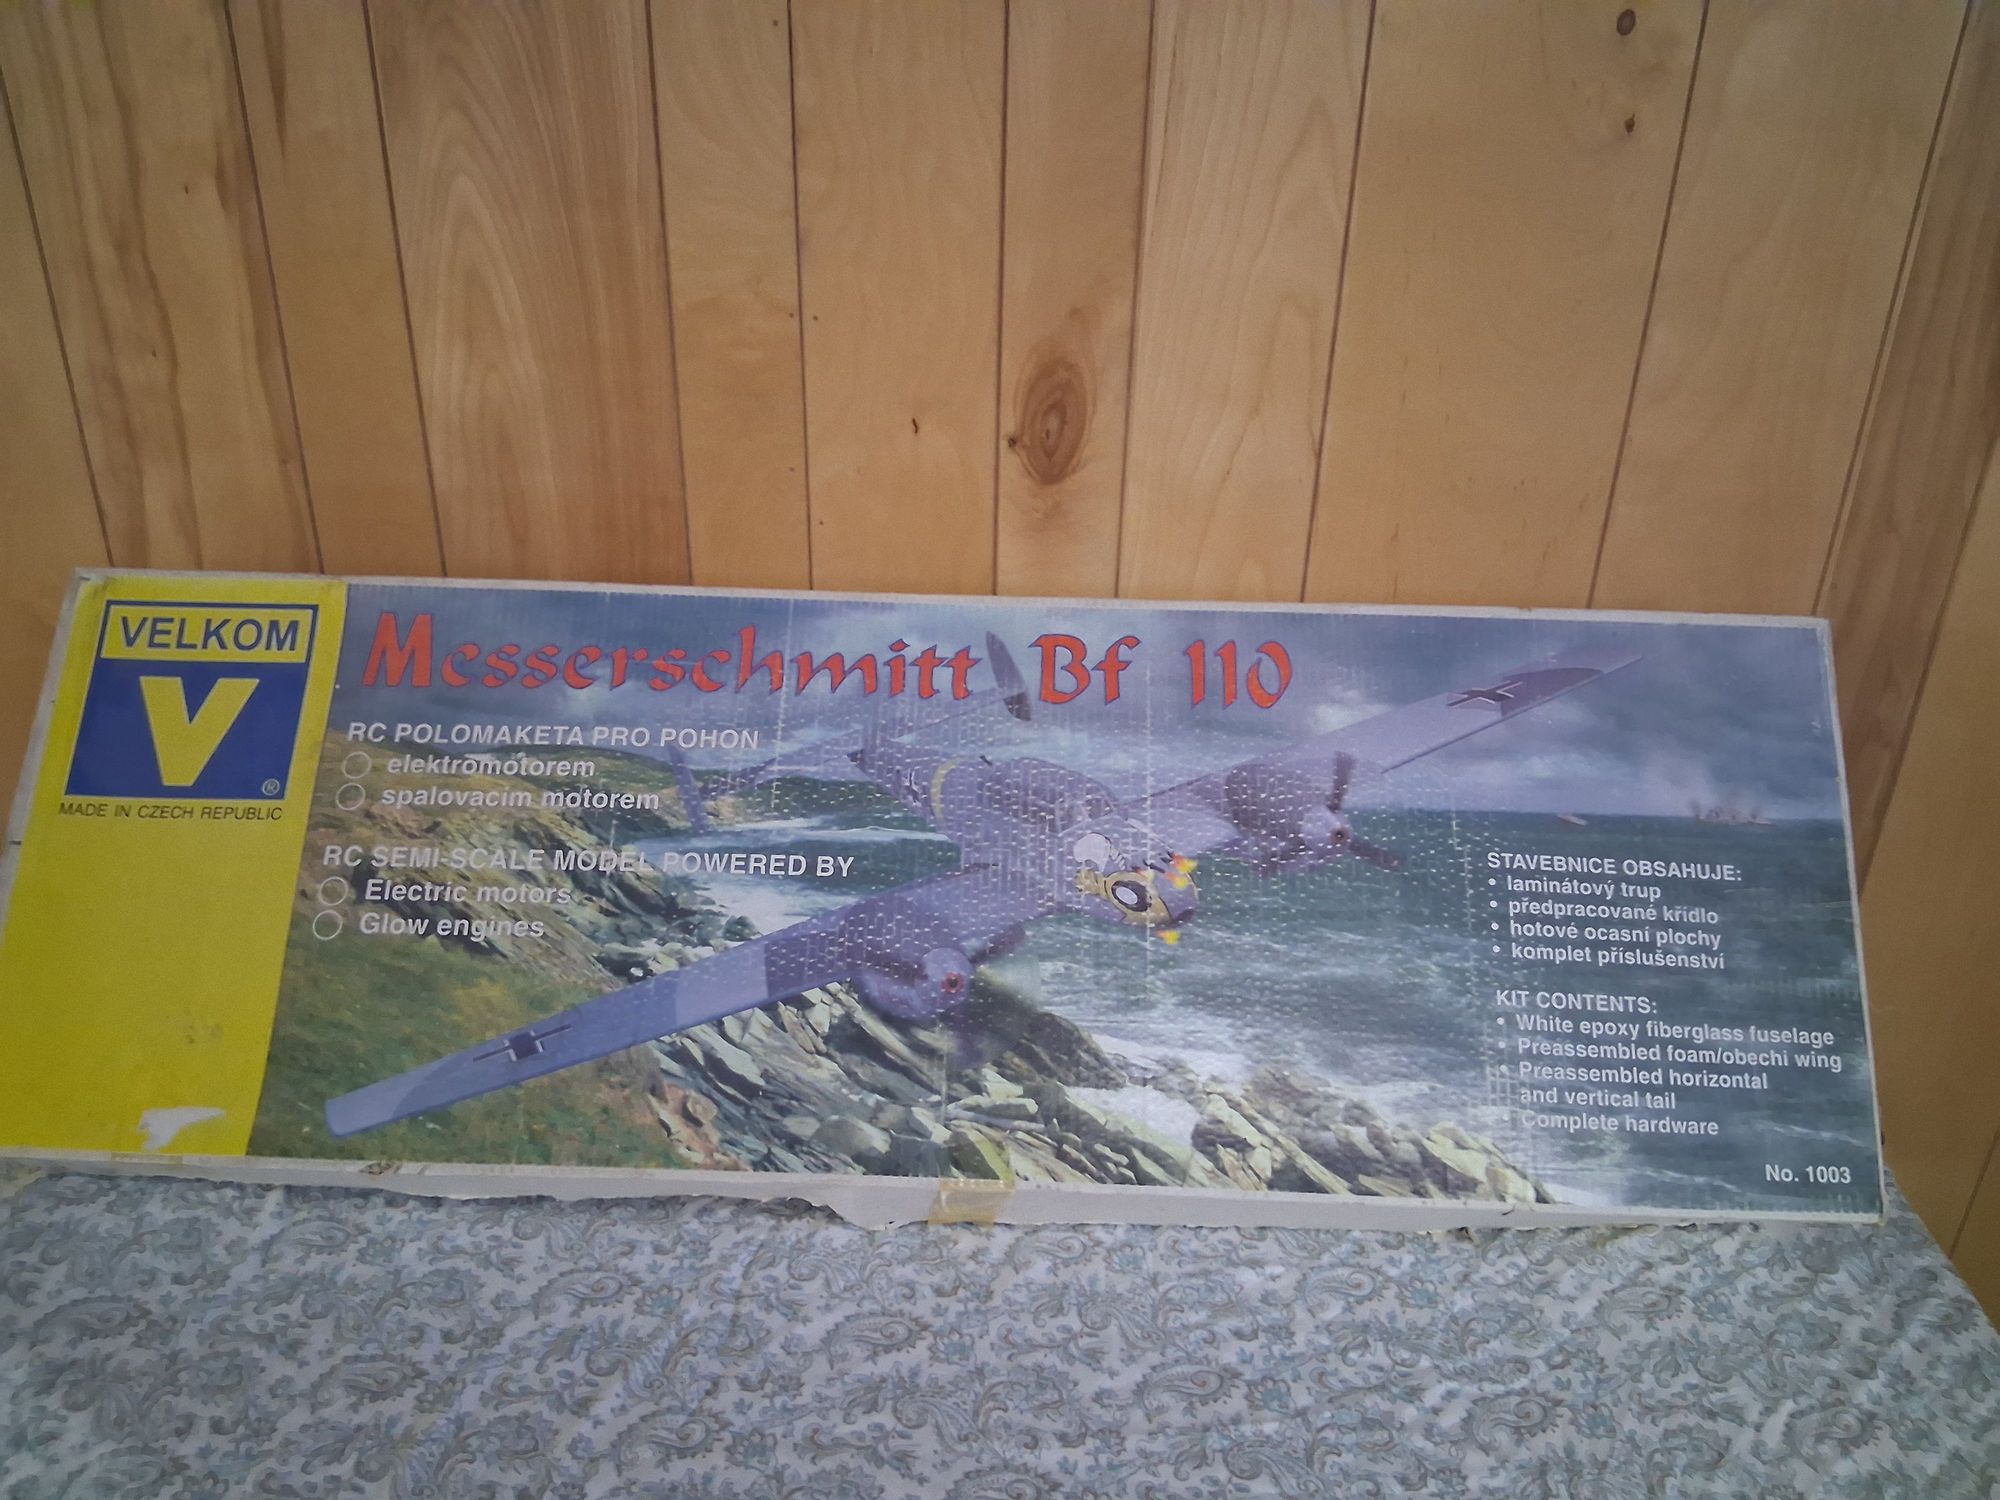 VELKOM
V
®
MADE IN CZECH REPUBLIC
Messerschmitt Bf 110
RC POLOMAKETA PRO POHON
elektromotorem
spalovacím motorem
RC SEMI-SCALE MODEL POWERED BY
Electric motors
Glow engines
STAVEBNICE OBSAHUJE:
• laminátový trup
• předpracované křídlo
• hotové ocasní plochy
• komplet příslušenství
KIT CONTENTS:
• White epoxy fiberglass fuselage
• Preassembled foam/obechi wing
• Preassembled horizontal
and vertical tail
• Complete hardware
No. 1003